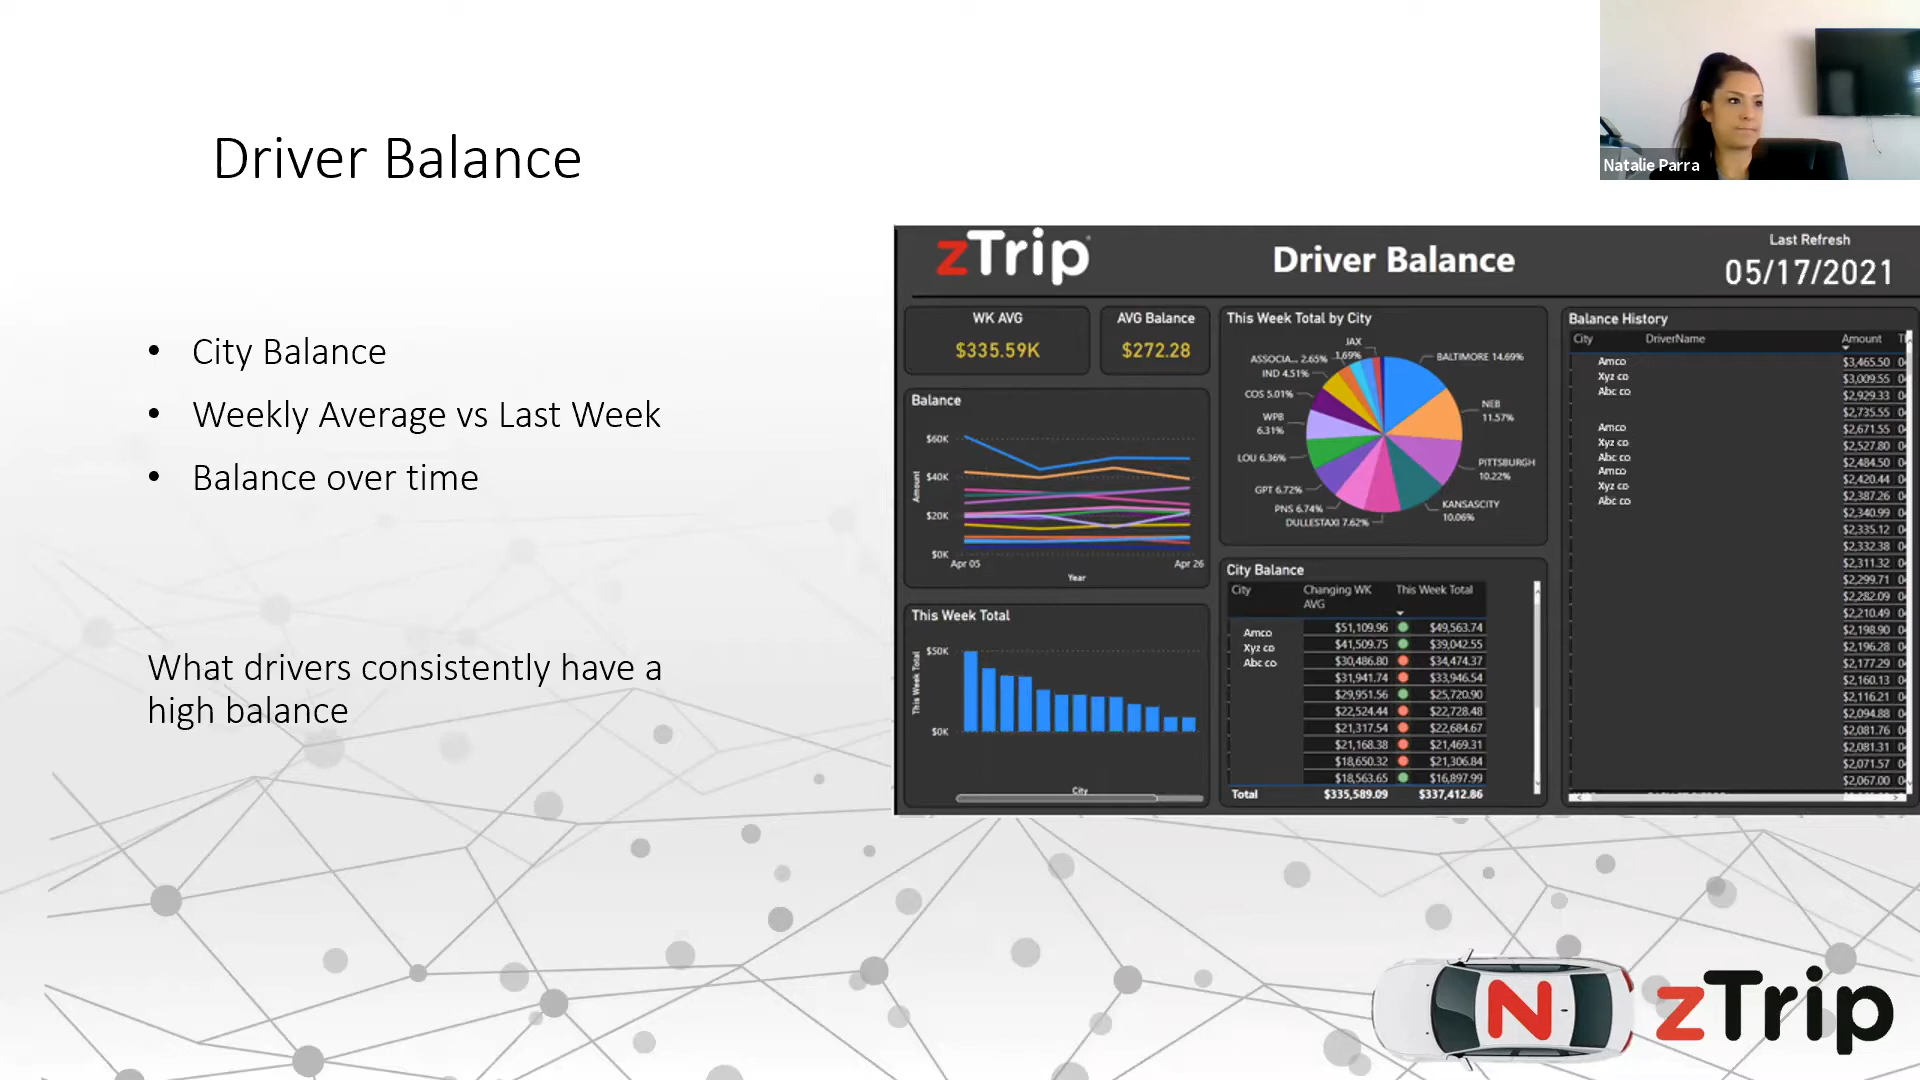 Driver Balance
Natalie Parra
• City Balance
• Weekly Average vs Last Week
• Balance over time
What drivers consistently have a
high balance
zTrip
Driver Balance
Last Refresh
05/17/2021
WK AVG
$335.59K
AVG Balance
$272.28
Balance
$60K
$40K
$20K
$0K
Amount
Apr 05
Apr 26
Year
This Week Total
This Week Total
$50K
$0K
City
This Week Total by City
JAX
1.69%
ASSOCIA... 2.65%
IND 4.51%
COS 5.01%
WPB
6.31%
LOU 6.36%
GPT 6.72%
PNS 6.74%
DULLESTAXI 7.62%
BALTIMORE 14.69%
NEB
11.57%
PITTSBURGH
10.22%
KANSASCITY
10.06%
City Balance
City Changing WK AVG This Week Total
Amco
Xyz co
Abc co
$51,109.96 $49,563.74
$41,509.75 $39,042.55
$30,486.80 $34,474.37
$31,941.74 $33,946.54
$29,951.56 $25,720.90
$22,524.44 $22,728.48
$21,317.54 $22,684.67
$21,168.38 $21,469.31
$18,650.32 $21,306.84
$18,563.65 $16,897.99
Total $335,589.09 $337,412.86
Balance History
City DriverName Amount
Amco
Xyz co
Abc co
Amco
Xyz co
Abc co
Amco
Xyz co
Abc co
$3,465.50
$3,009.55
$2,929.33
$2,735.55
$2,671.55
$2,527.80
$2,484.50
$2,420.44
$2,387.26
$2,340.99
$2,335.12
$2,332.38
$2,311.32
$2,299.71
$2,282.09
$2,210.49
$2,198.90
$2,196.28
$2,177.29
$2,160.13
$2,116.21
$2,094.88
$2,081.76
$2,081.31
$2,071.57
$2,067.00
N
zTrip